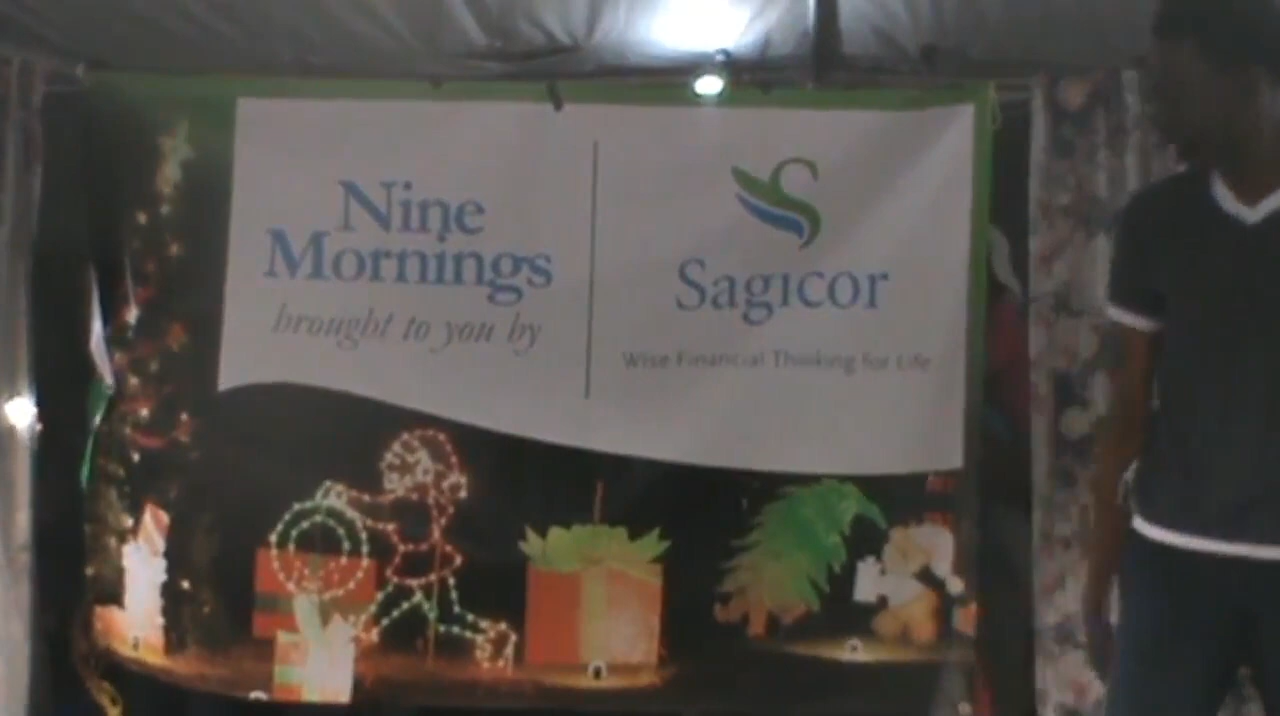 Nine
Mornings
brought to you by
Sagicor
Wise Financial Thinking for Life